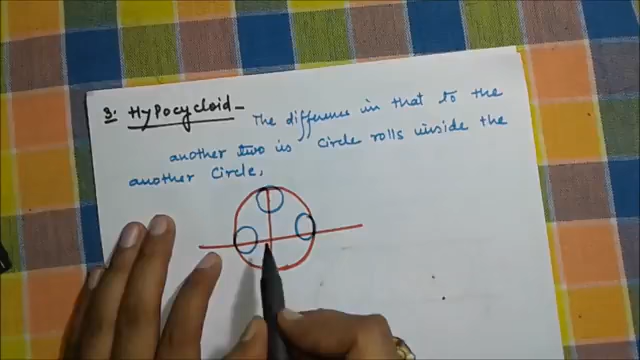 3. Hypocycloid - The difference in that to the
another two is circle rolls inside the
another circle,